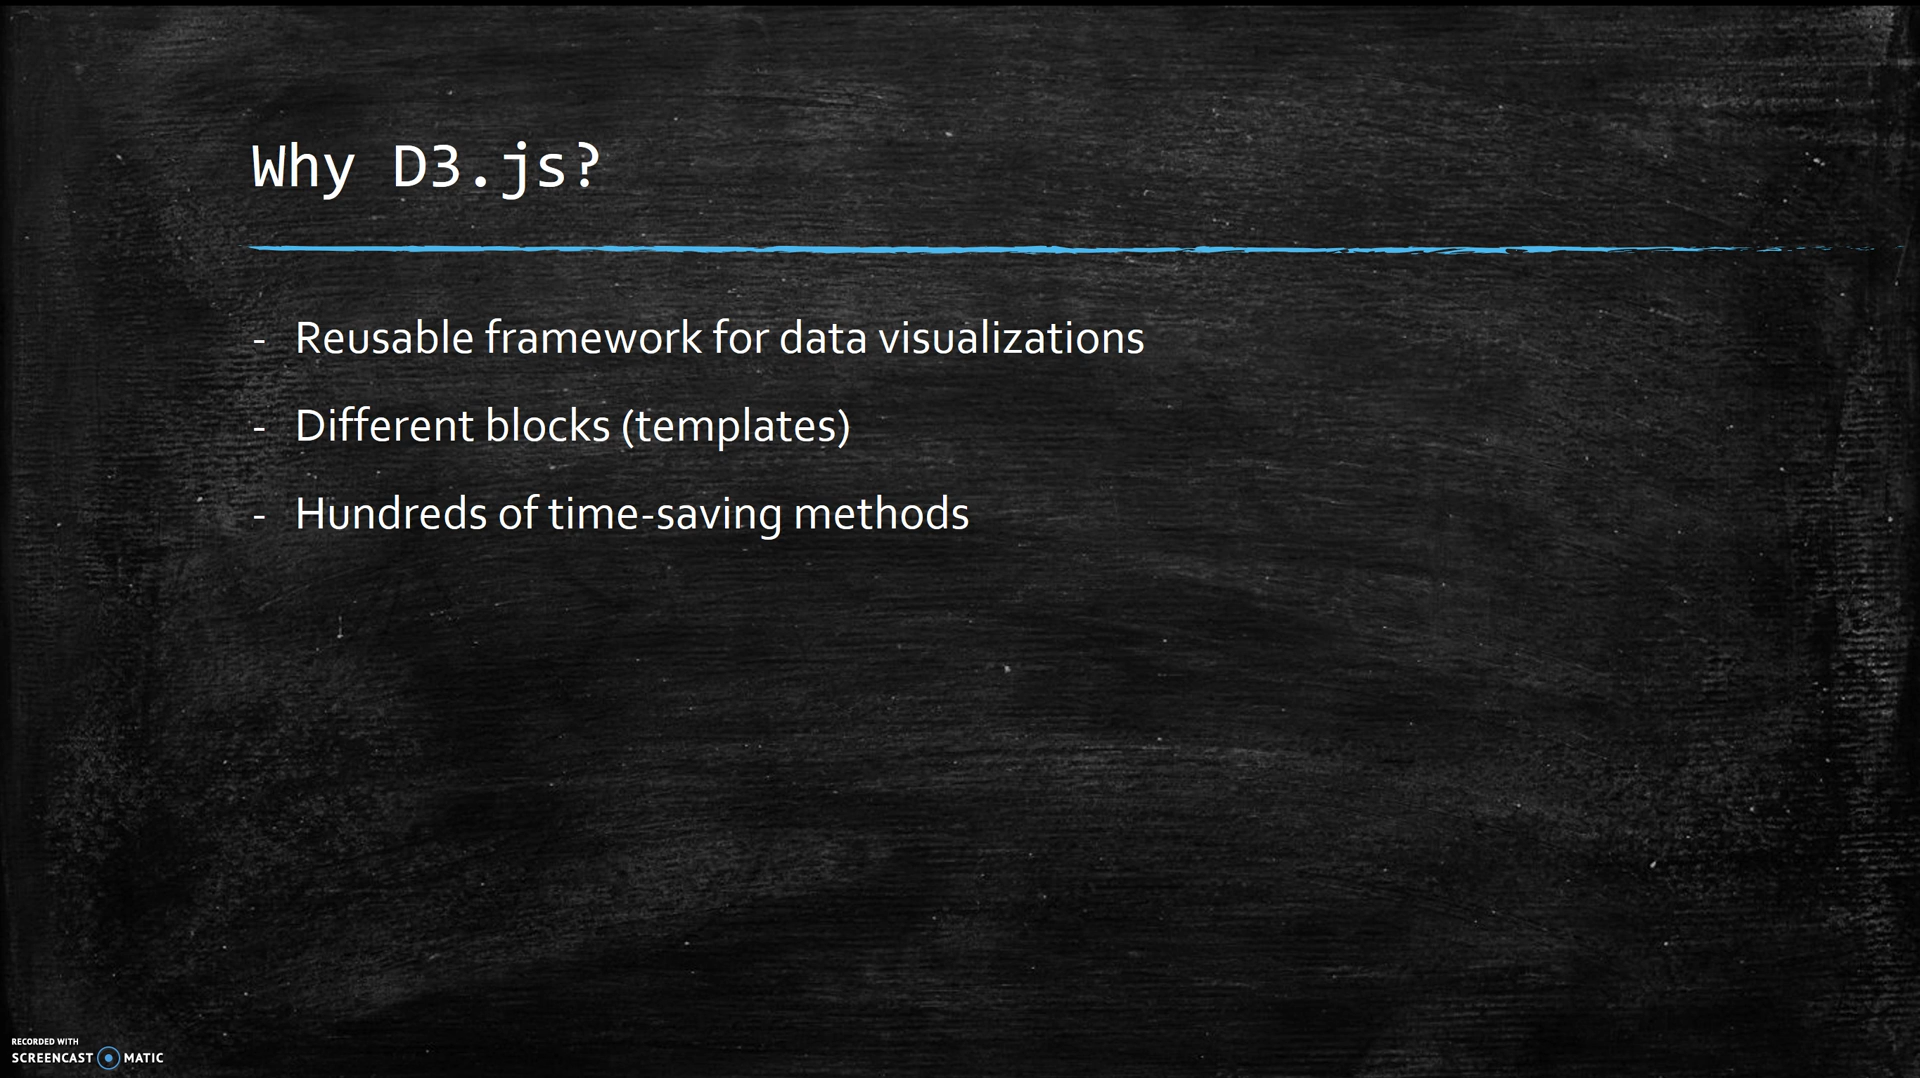 Why D3.js?
- Reusable framework for data visualizations
- Different blocks (templates)
- Hundreds of time-saving methods
RECORDED WITH
SCREENCAST MATIC